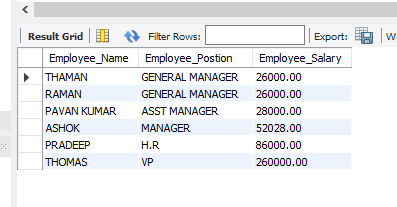 Result Grid Filter Rows: Export:
Employee_Name Employee_Postion Employee_Salary
THAMAN GENERAL MANAGER 26000.00
RAMAN GENERAL MANAGER 26000.00
PAVAN KUMAR ASST MANAGER 28000.00
ASHOK MANAGER 52028.00
PRADEEP H.R 86000.00
THOMAS VP 260000.00